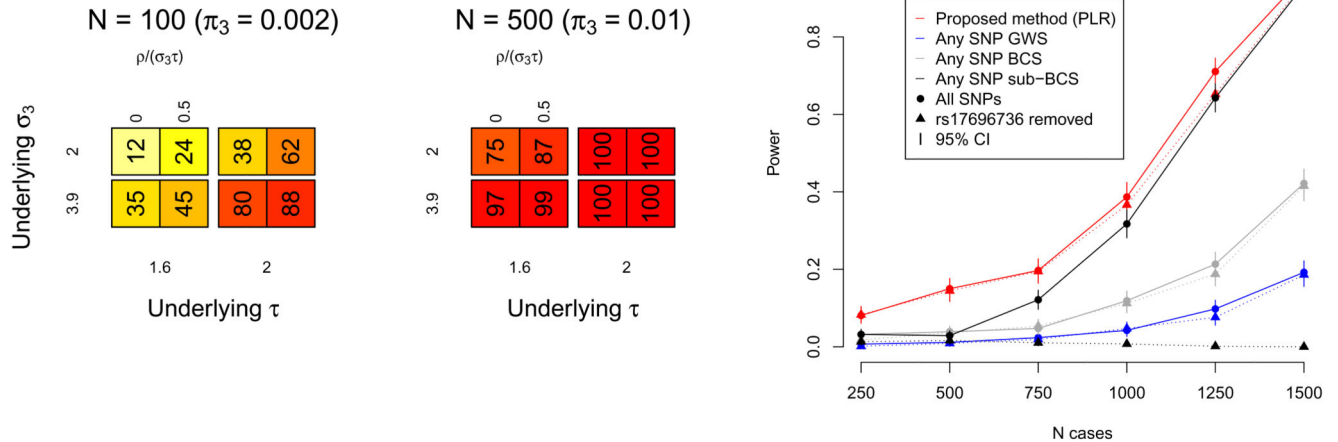 N = 100 (π3 = 0.002)
ρ/(σ3τ)
0 0.5
Underlying σ3
2 12 24 38 62
3.9 35 45 80 88
1.6 2
Underlying τ
N = 500 (π3 = 0.01)
ρ/(σ3τ)
0 0.5
2 75 87 100 100
3.9 97 99 100 100
1.6 2
Underlying τ
Proposed method (PLR)
Any SNP GWS
Any SNP BCS
Any SNP sub−BCS
All SNPs
rs17696736 removed
95% CI
Power
0.8
0.6
0.4
0.2
0.0
250 500 750 1000 1250 1500
N cases